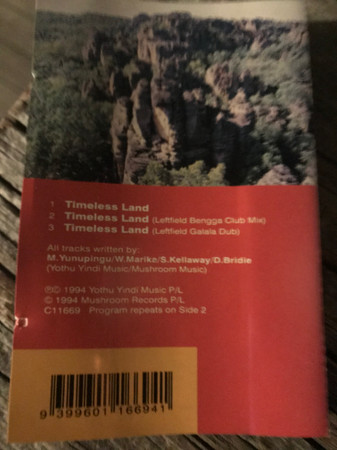 1 Timeless Land
2 Timeless Land (Leftfield Bengga Club Mix)
3 Timeless Land (Leftfield Galala Dub)
All tracks written by:
M.Yunupingu/W.Marika/S.Kellaway/D.Bridie
(Yothu Yindi Music/Mushroom Music)
℗© 1994 Yothu Yindi Music P/L
℗© 1994 Mushroom Records P/L
C11669 Program repeats on Side 2
9 399601 166941